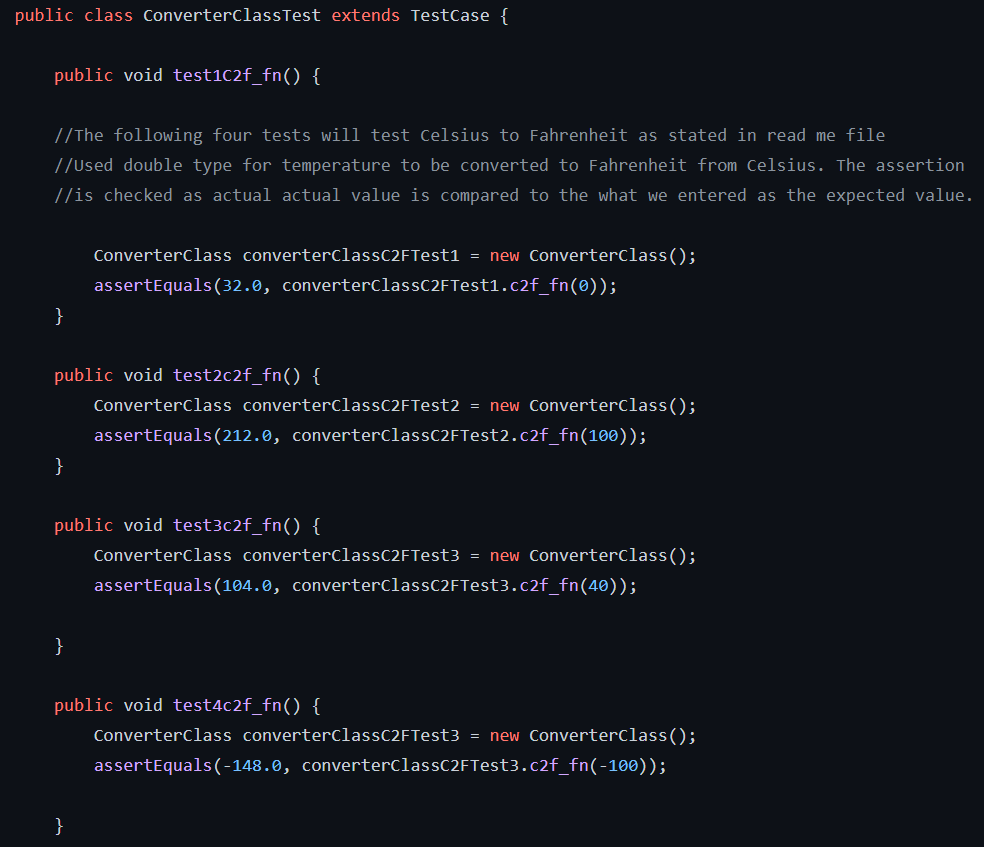 public class ConverterClassTest extends TestCase {
public void test1C2f_fn() {
//The following four tests will test Celsius to Fahrenheit as stated in read me file
//Used double type for temperature to be converted to Fahrenheit from Celsius. The assertion
//is checked as actual actual value is compared to the what we entered as the expected value.
ConverterClass converterClassC2FTest1 = new ConverterClass();
assertEquals(32.0, converterClassC2FTest1.c2f_fn(0));
}
public void test2c2f_fn() {
ConverterClass converterClassC2FTest2 = new ConverterClass();
assertEquals(212.0, converterClassC2FTest2.c2f_fn(100));
}
public void test3c2f_fn() {
ConverterClass converterClassC2FTest3 = new ConverterClass();
assertEquals(104.0, converterClassC2FTest3.c2f_fn(40));
}
public void test4c2f_fn() {
ConverterClass converterClassC2FTest3 = new ConverterClass();
assertEquals(-148.0, converterClassC2FTest3.c2f_fn(-100));
}